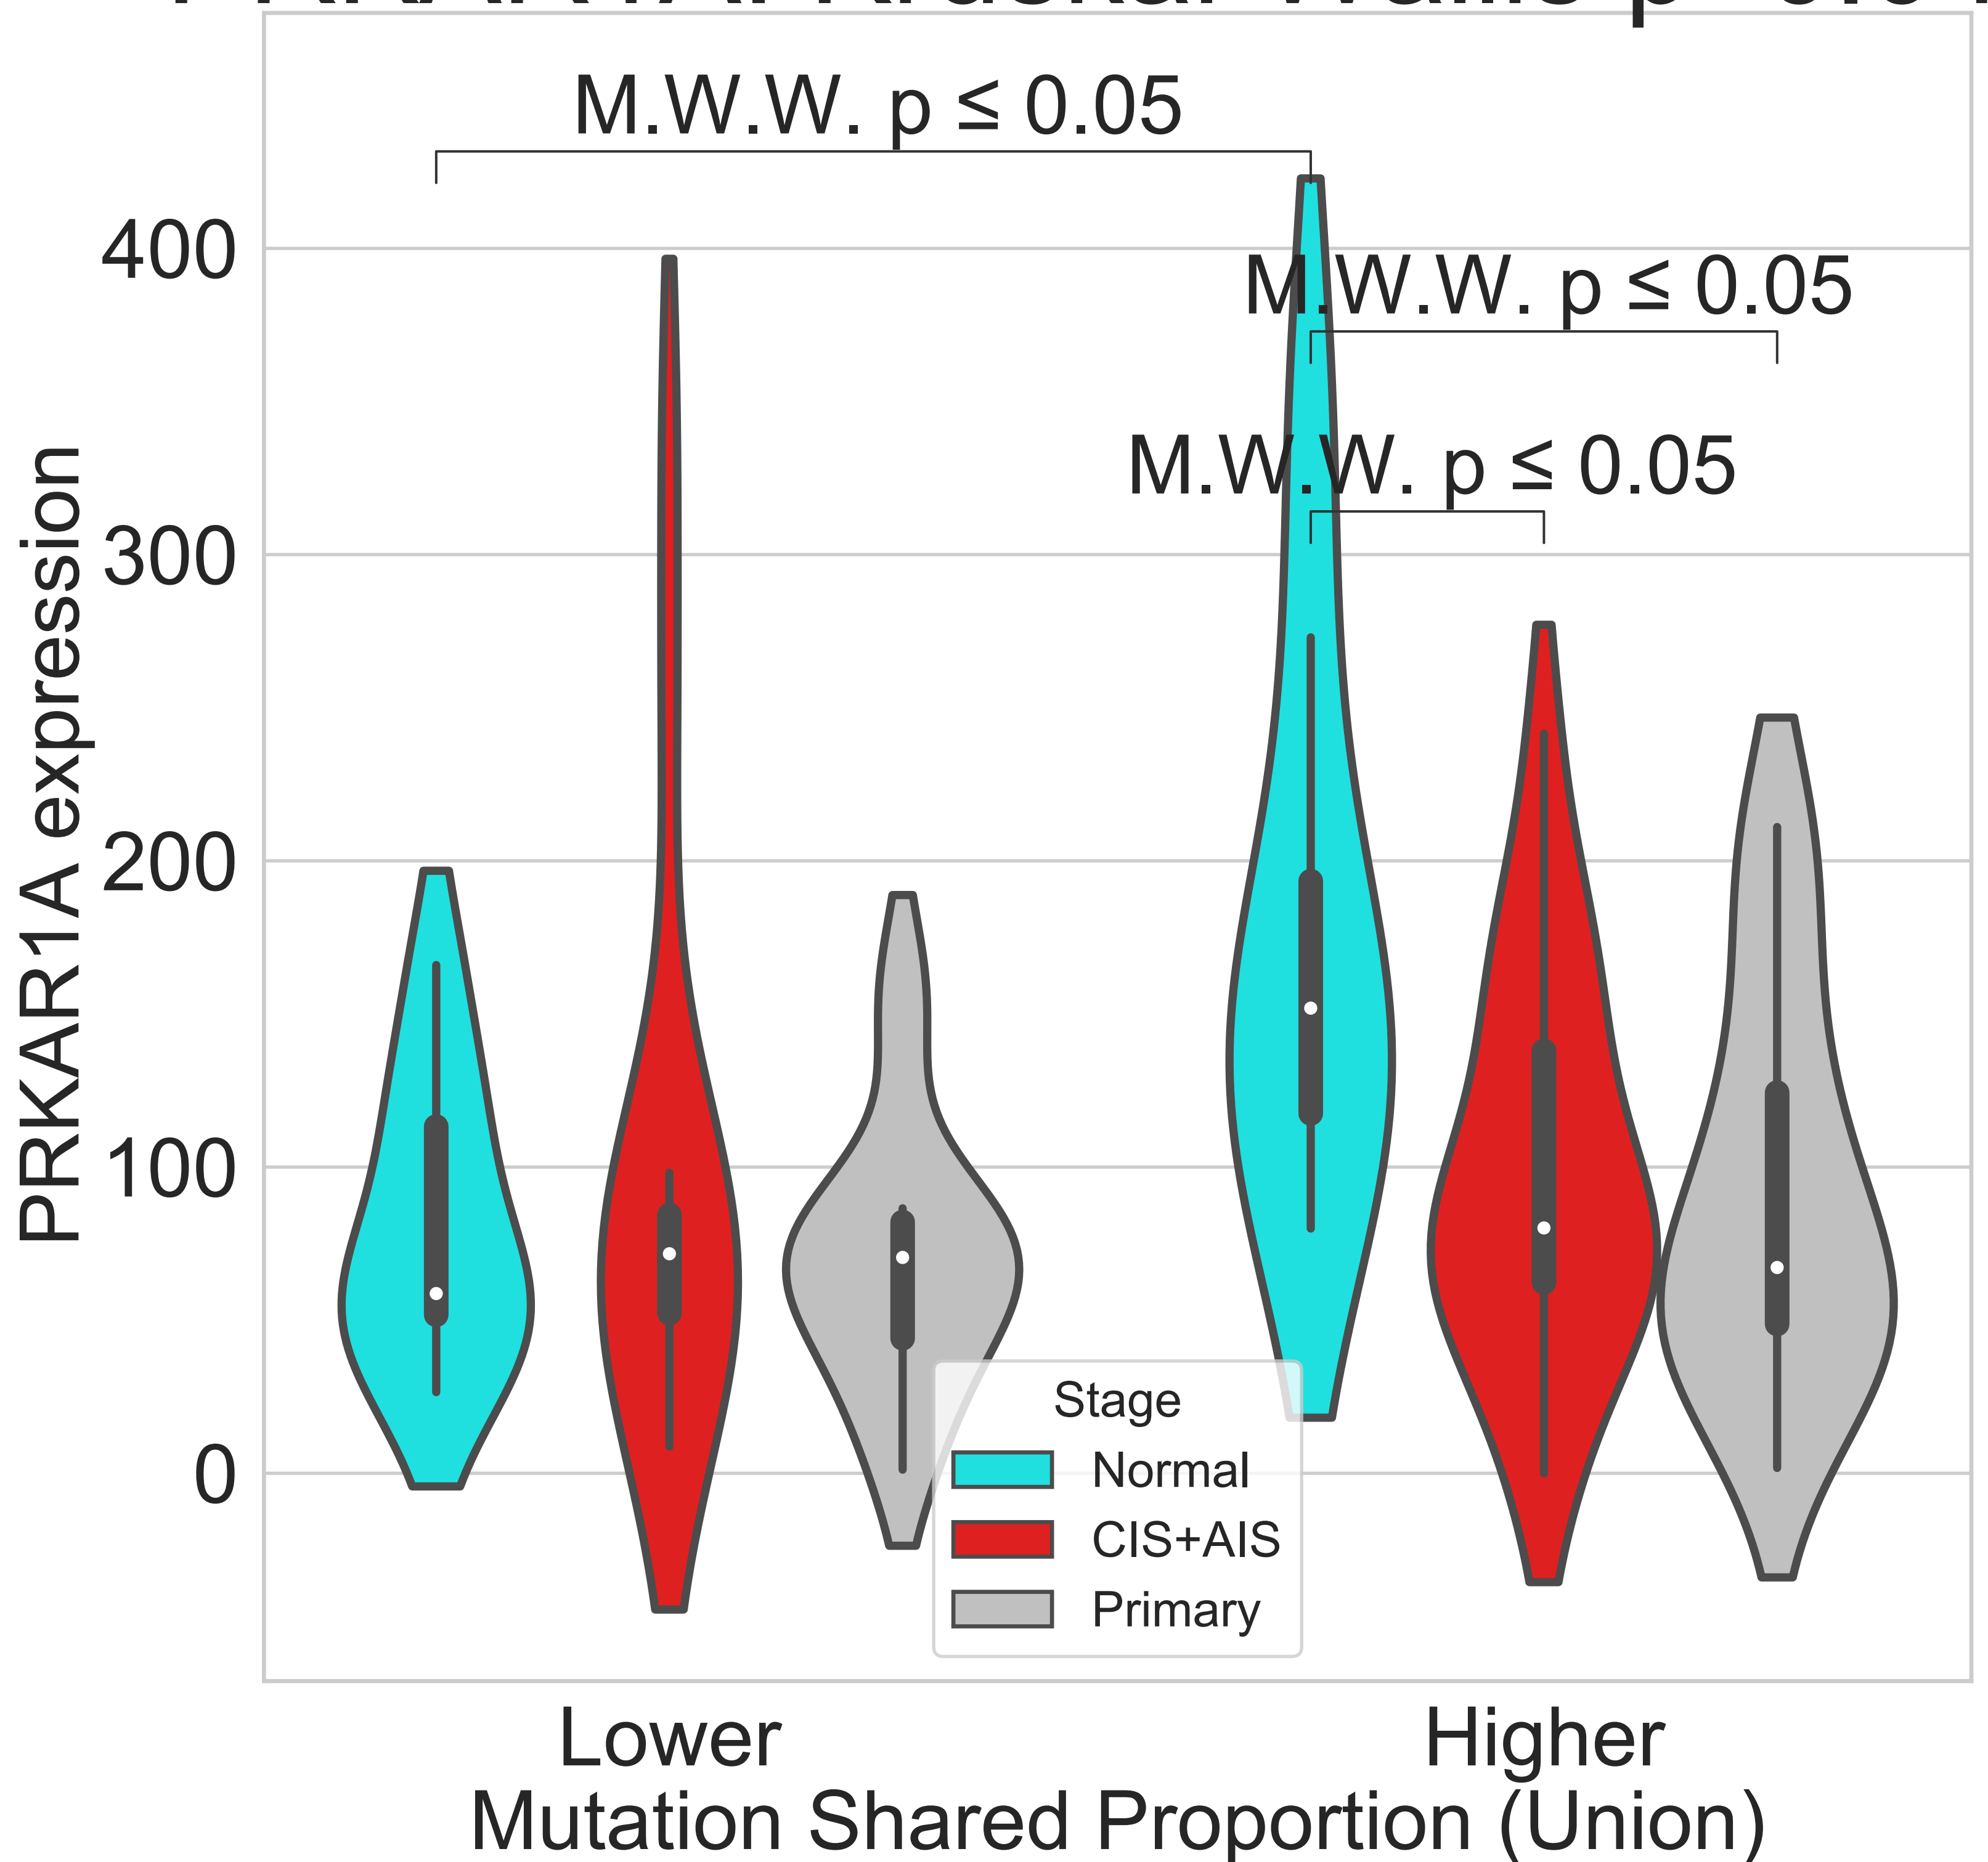 M.W.W. p ≤ 0.05
400
M.W.W. p ≤ 0.05
M.W.W. p ≤ 0.05
300
PRKAR1A expression
200
100
0
Stage
Normal
CIS+AIS
Primary
Lower
Higher
Mutation Shared Proportion (Union)